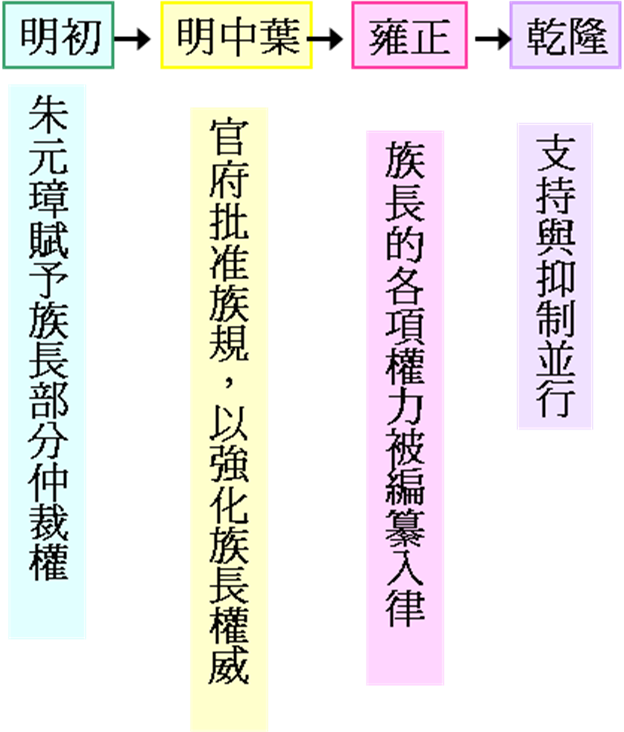 明初
明中葉
雍正
乾隆
朱元璋賦予族長部分仲裁權
官府批准族規，以強化族長權威
族長的各項權力被編纂入律
支持與抑制並行